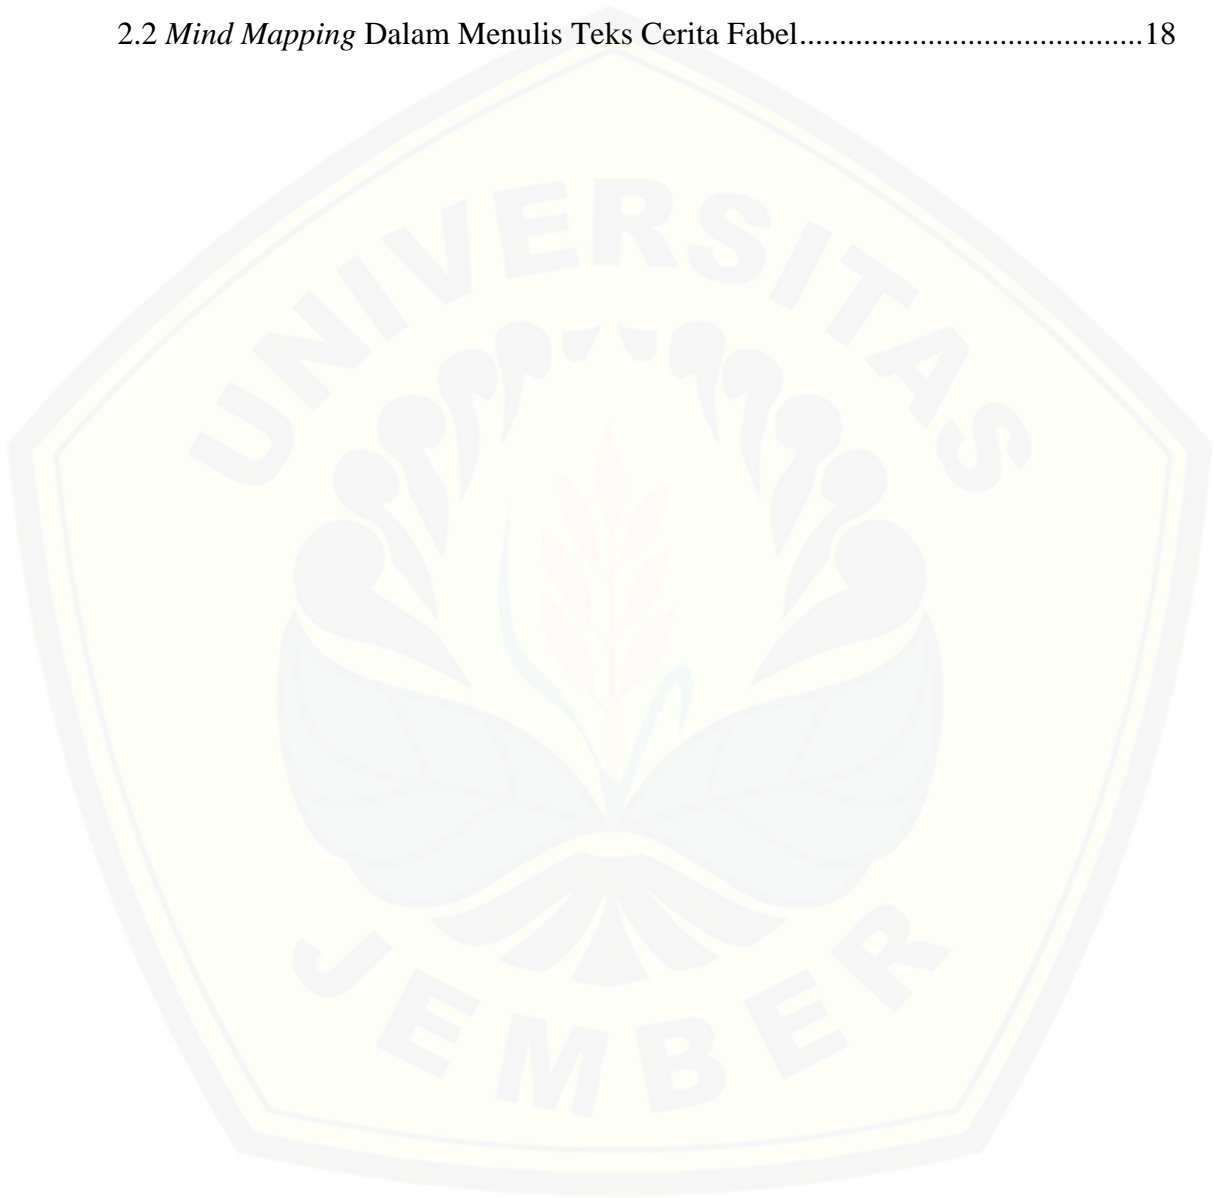 2.2 Mind Mapping Dalam Menulis Teks Cerita Fabel..........................................18
UNIVERSITAS
JEMBER